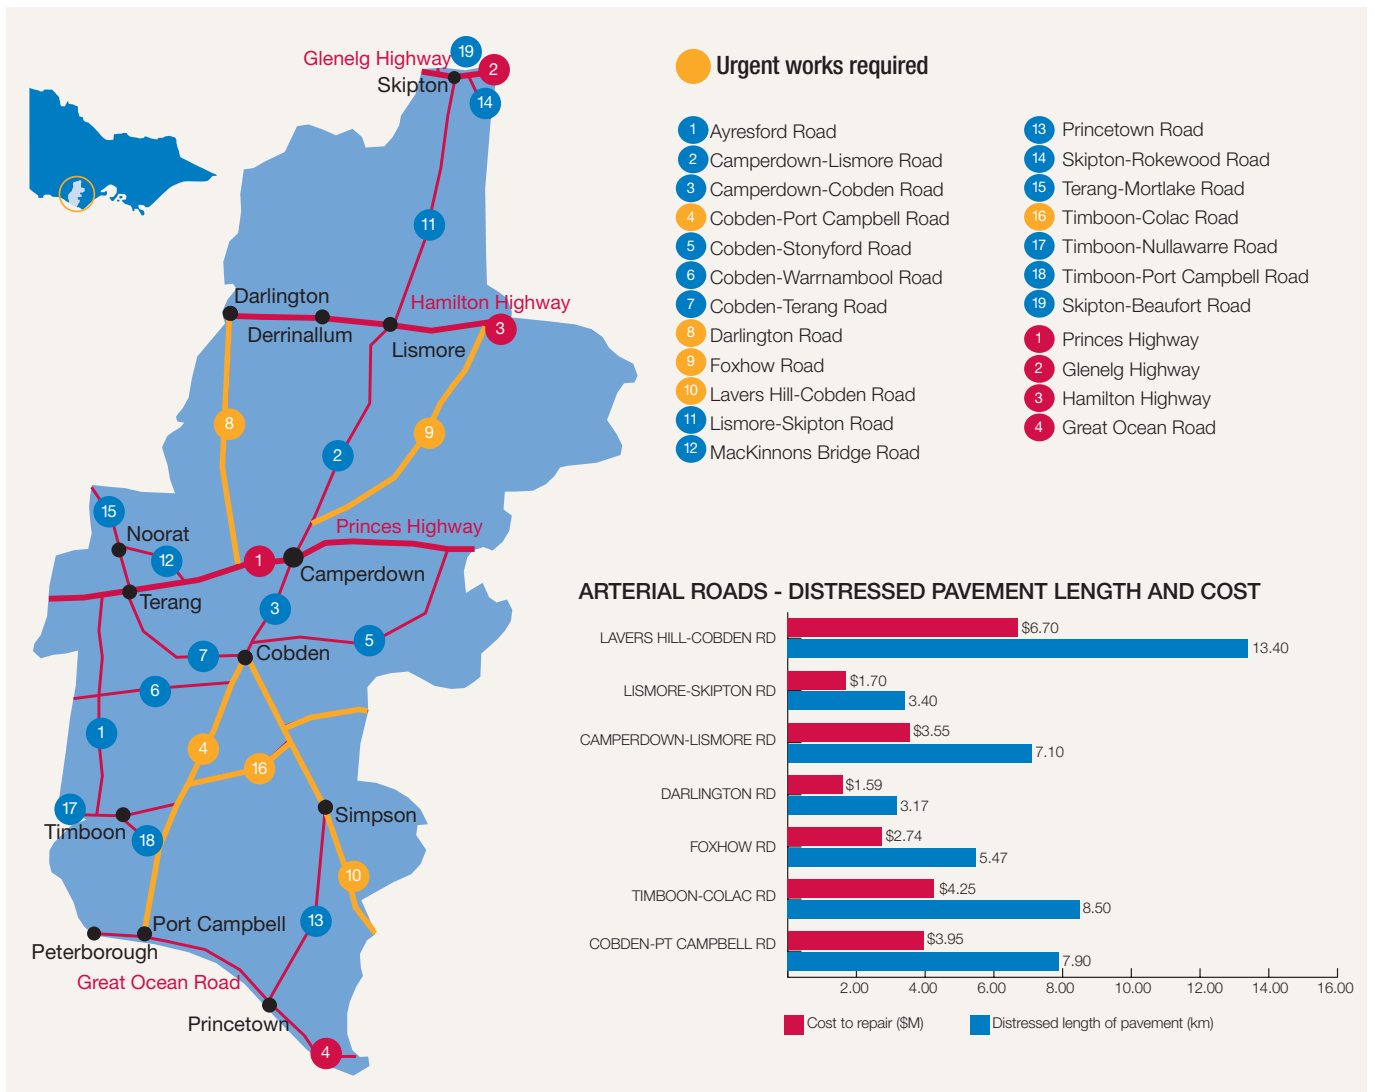 19
Glenelg Highway
2
Skipton
14
11
Darlington
Hamilton Highway
Derrinallum
3
Lismore
8
9
2
15
Noorat
Princes Highway
12
1
Camperdown
Terang
3
5
7
Cobden
6
1
4
16
17
Timboon
18
Simpson
10
13
Port Campbell
Peterborough
Great Ocean Road
Princetown
4
Urgent works required
1 Ayresford Road
2 Camperdown-Lismore Road
3 Camperdown-Cobden Road
4 Cobden-Port Campbell Road
5 Cobden-Stonyford Road
6 Cobden-Warrnambool Road
7 Cobden-Terang Road
8 Darlington Road
9 Foxhow Road
10 Lavers Hill-Cobden Road
11 Lismore-Skipton Road
12 MacKinnons Bridge Road
13 Princetown Road
14 Skipton-Rokewood Road
15 Terang-Mortlake Road
16 Timboon-Colac Road
17 Timboon-Nullawarre Road
18 Timboon-Port Campbell Road
19 Skipton-Beaufort Road
1 Princes Highway
2 Glenelg Highway
3 Hamilton Highway
4 Great Ocean Road
ARTERIAL ROADS - DISTRESSED PAVEMENT LENGTH AND COST
LAVERS HILL-COBDEN RD
$6.70
13.40
LISMORE-SKIPTON RD
$1.70
3.40
CAMPERDOWN-LISMORE RD
$3.55
7.10
DARLINGTON RD
$1.59
3.17
FOXHOW RD
$2.74
5.47
TIMBOON-COLAC RD
$4.25
8.50
COBDEN-PT CAMPBELL RD
$3.95
7.90
2.00 4.00 6.00 8.00 10.00 12.00 14.00 16.00
Cost to repair ($M)
Distressed length of pavement (km)